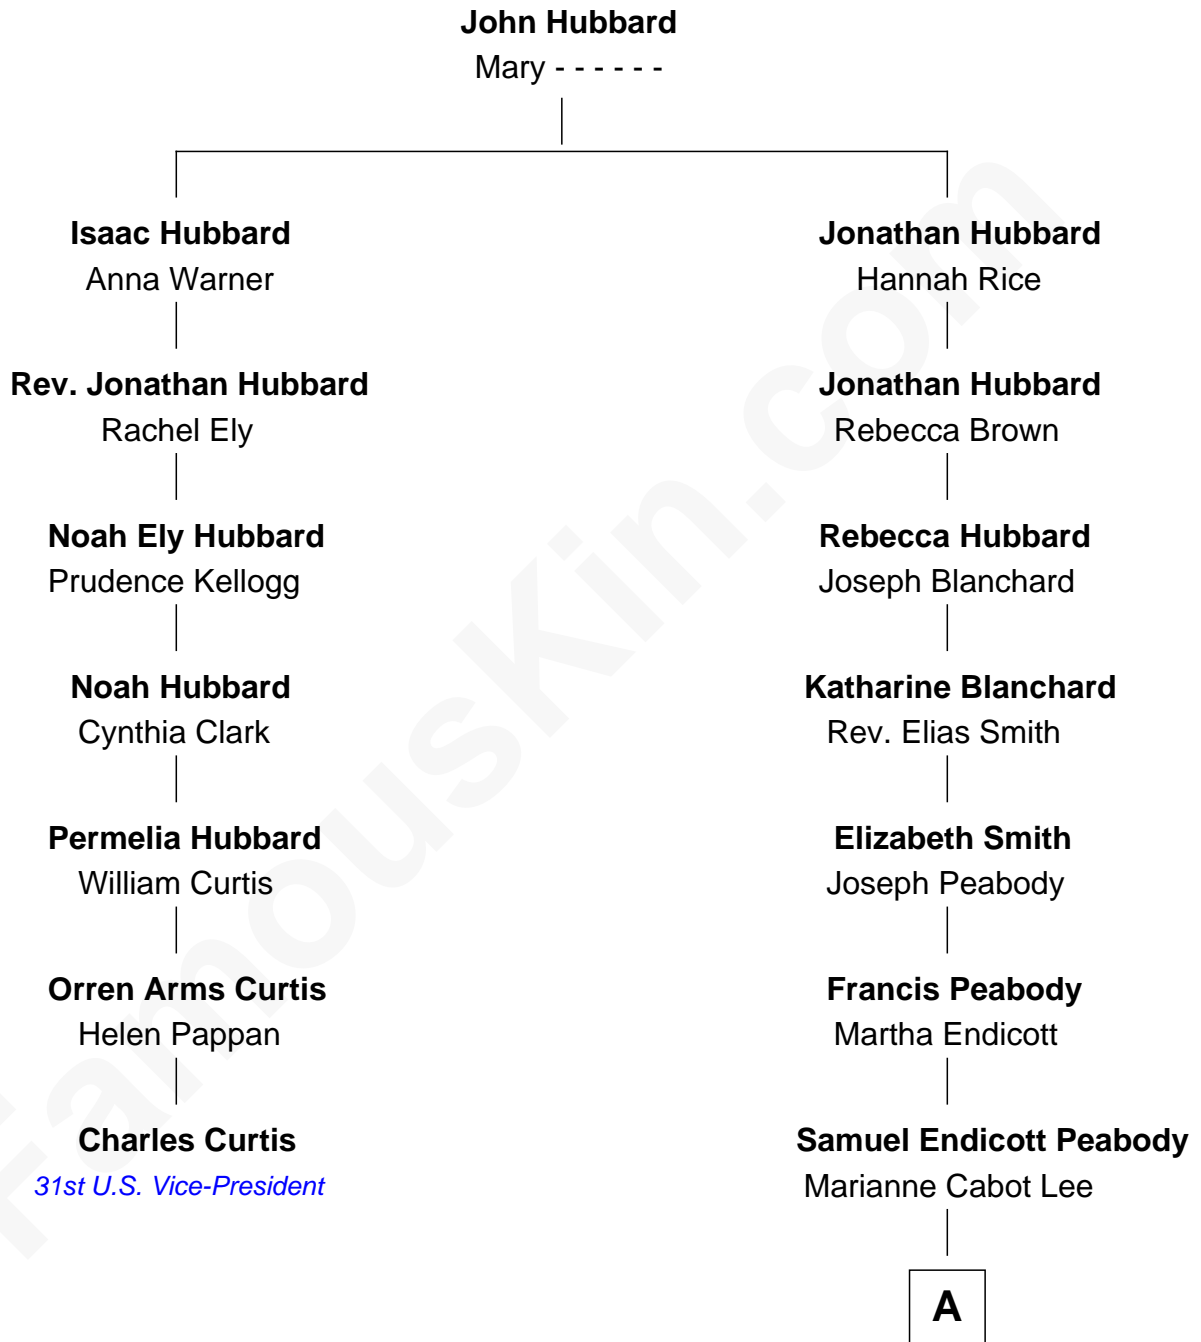 John Hubbard
Mary - - - - - -
Isaac Hubbard
Anna Warner
Jonathan Hubbard
Hannah Rice
Rev. Jonathan Hubbard
Rachel Ely
Jonathan Hubbard
Rebecca Brown
Noah Ely Hubbard
Prudence Kellogg
Rebecca Hubbard
Joseph Blanchard
Noah Hubbard
Cynthia Clark
Katharine Blanchard
Rev. Elias Smith
Permelia Hubbard
William Curtis
Elizabeth Smith
Joseph Peabody
Orren Arms Curtis
Helen Pappan
Francis Peabody
Martha Endicott
Charles Curtis
31st U.S. Vice-President
Samuel Endicott Peabody
Marianne Cabot Lee
A
FamousKin.com